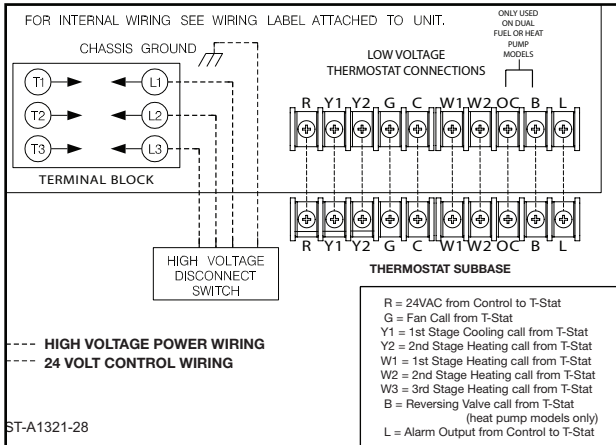 FOR INTERNAL WIRING SEE WIRING LABEL ATTACHED TO UNIT.
ONLY USED
ON DUAL
FUEL OR HEAT
PUMP
MODELS
CHASSIS GROUND
LOW VOLTAGE
THERMOSTAT CONNECTIONS
T1 L1
T2 L2
T3 L3
TERMINAL BLOCK
R Y1 Y2 G C W1 W2 OC B L
R Y1 Y2 G C W1 W2 OC B L
THERMOSTAT SUBBASE
HIGH VOLTAGE
DISCONNECT
SWITCH
HIGH VOLTAGE POWER WIRING
24 VOLT CONTROL WIRING
R = 24VAC from Control to T-Stat
G = Fan Call from T-Stat
Y1 = 1st Stage Cooling call from T-Stat
Y2 = 2nd Stage Heating call from T-Stat
W1 = 1st Stage Heating call from T-Stat
W2 = 2nd Stage Heating call from T-Stat
W3 = 3rd Stage Heating call from T-Stat
B = Reversing Valve call from T-Stat
(heat pump models only)
L = Alarm Output from Control to T-Stat
ST-A1321-28